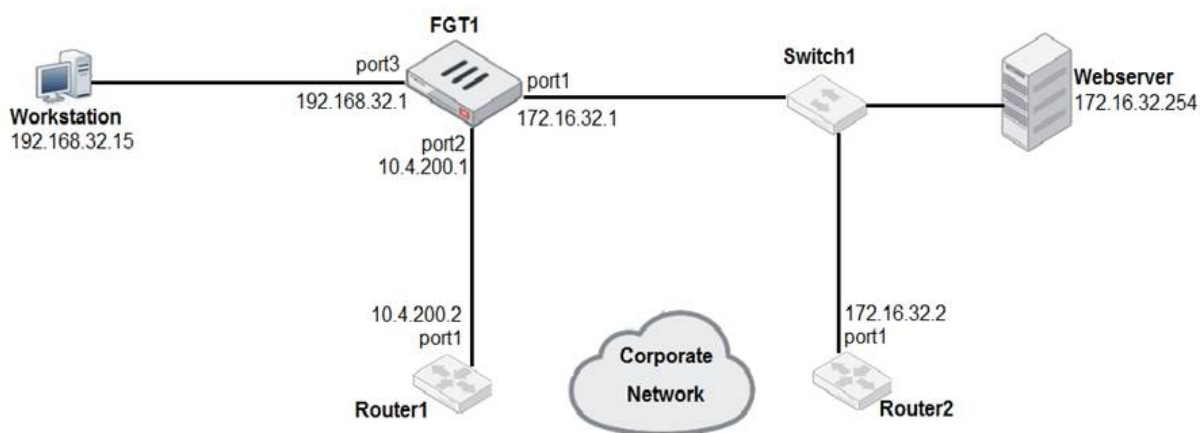 FGT1
port3
port1
Switch1
Webserver
172.16.32.254
Workstation
192.168.32.15
192.168.32.1
172.16.32.1
port2
10.4.200.1
10.4.200.2
port1
Router1
Corporate
Network
172.16.32.2
port1
Router2